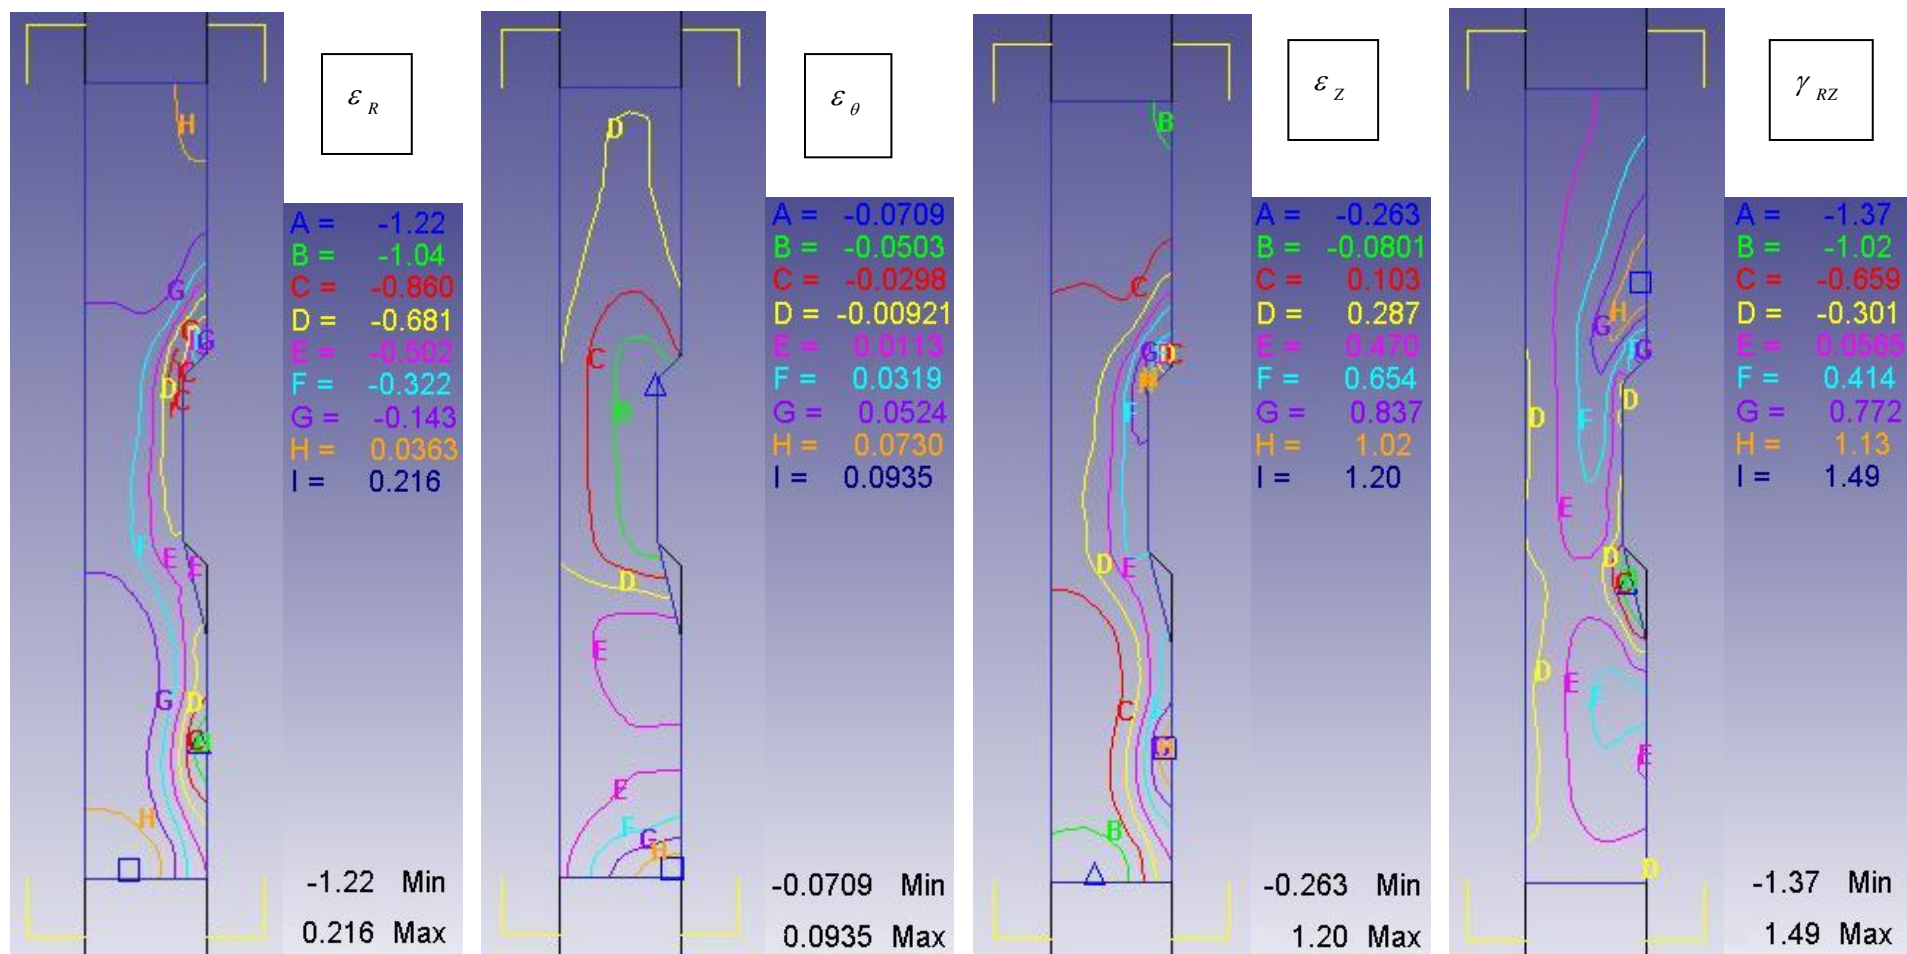 ε R
A = -1.22
B = -1.04
C = -0.860
D = -0.681
E = -0.502
F = -0.322
G = -0.143
H = 0.0363
I = 0.216
-1.22 Min
0.216 Max
H
G
C
G
C
D
C
F
E
E
G
D
C
H
ε θ
A = -0.0709
B = -0.0503
C = -0.0298
D = -0.00921
E = 0.0113
F = 0.0319
G = 0.0524
H = 0.0730
I = 0.0935
-0.0709 Min
0.0935 Max
D
C
B
D
E
E
F
G
H
ε Z
A = -0.263
B = -0.0801
C = 0.103
D = 0.287
E = 0.470
F = 0.654
G = 0.837
H = 1.02
I = 1.20
-0.263 Min
1.20 Max
B
C
G
C
H
F
D
E
C
H
B
γ RZ
A = -1.37
B = -1.02
C = -0.659
D = -0.301
E = 0.0565
F = 0.414
G = 0.772
H = 1.13
I = 1.49
-1.37 Min
1.49 Max
H
G
F
G
D
D
F
E
D
C
D
E
F
E
D